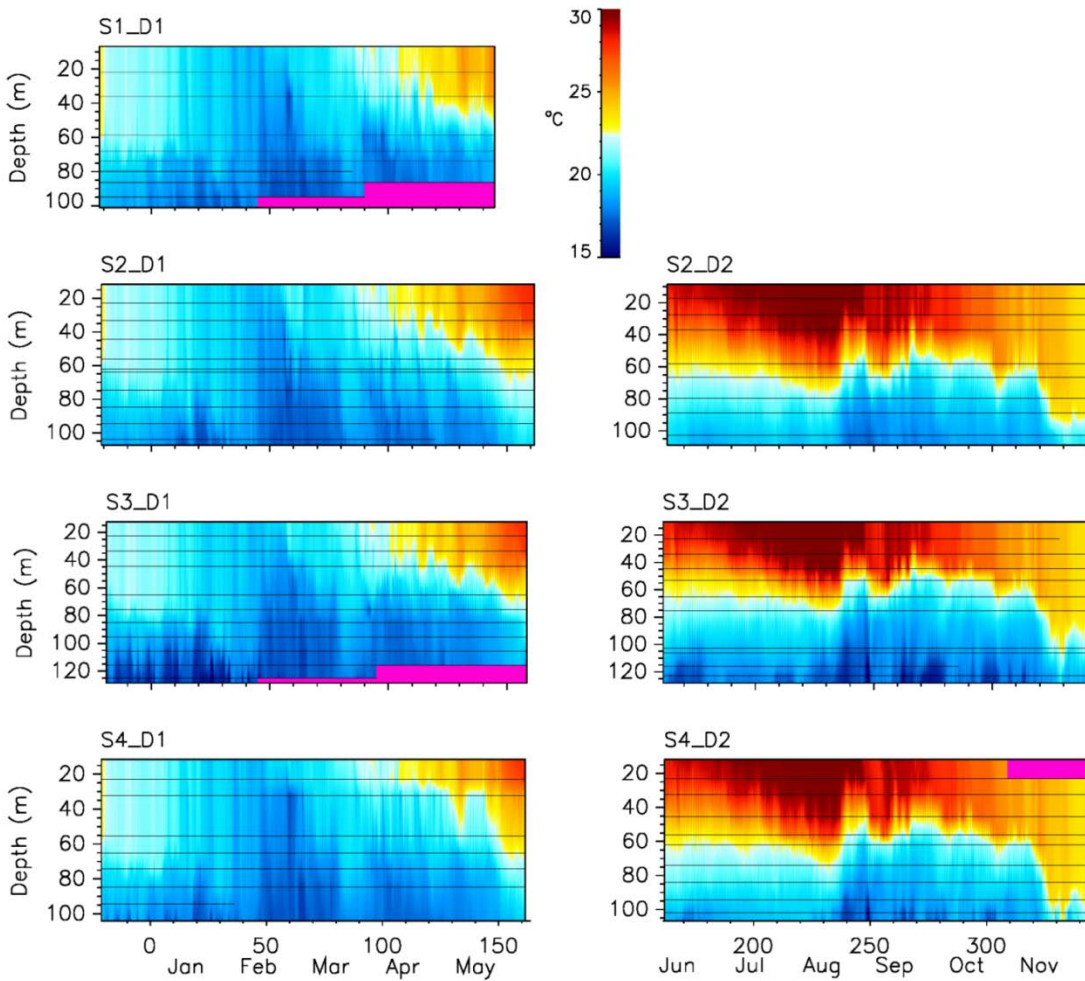 S1_D1
Depth (m)
20
40
60
80
100
30
25
20
15
°C
S2_D1
20
40
60
80
100
S2_D2
20
40
60
80
100
S3_D1
Depth (m)
20
40
60
80
100
120
S3_D2
20
40
60
80
100
120
S4_D1
Depth (m)
20
40
60
80
100
S4_D2
20
40
60
80
100
0 50 100 150
Jan Feb Mar Apr May
200 250 300
Jun Jul Aug Sep Oct Nov